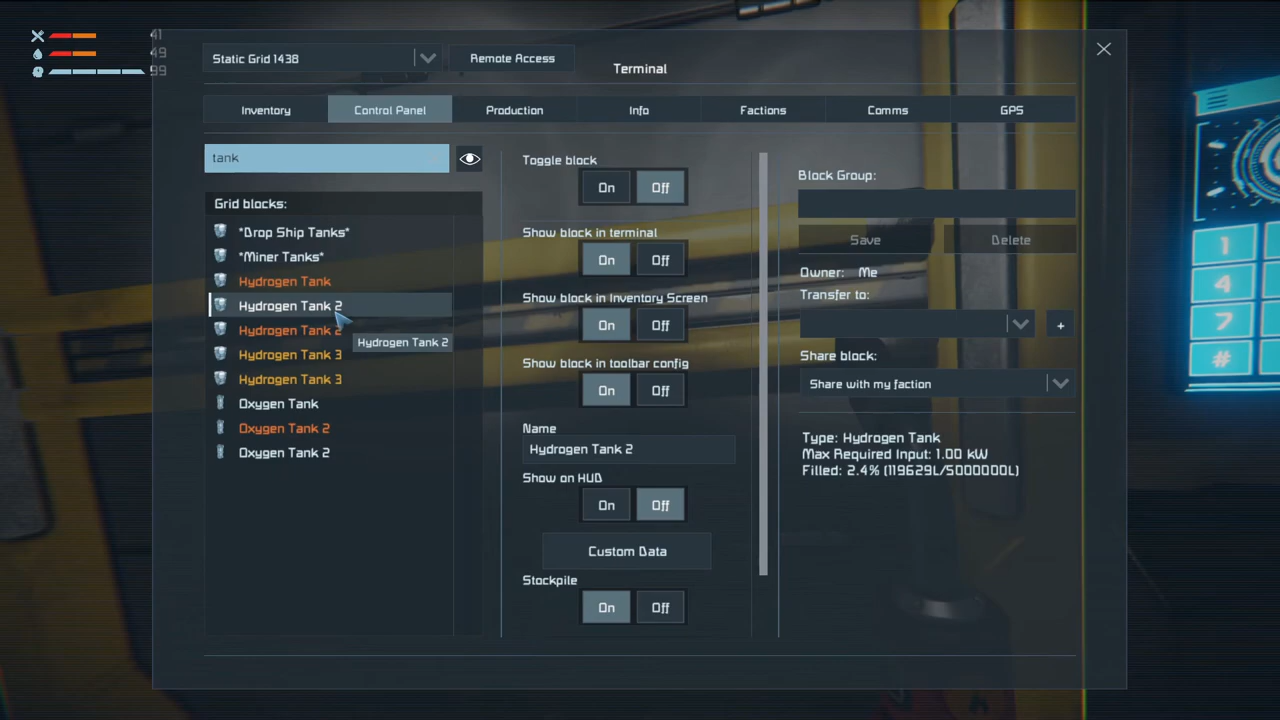 41
49
99
Static Grid 1438
Remote Access
Terminal
Inventory
Control Panel
Production
Info
Factions
Comms
GPS
tank
Grid blocks:
*Drop Ship Tanks*
*Miner Tanks*
Hydrogen Tank
Hydrogen Tank 2
Hydrogen Tank 2
Hydrogen Tank 3
Hydrogen Tank 3
Oxygen Tank
Oxygen Tank 2
Oxygen Tank 2
Hydrogen Tank 2
Toggle block
On Off
Show block in terminal
On Off
Show block in Inventory Screen
On Off
Show block in toolbar config
On Off
Name
Hydrogen Tank 2
Show on HUD
On Off
Custom Data
Stockpile
On Off
Block Group:
Save
Delete
Owner: Me
Transfer to:
+
Share block:
Share with my faction
Type: Hydrogen Tank
Max Required Input: 1.00 kW
Filled: 2.4% (119629L/5000000L)
1
4
7
#